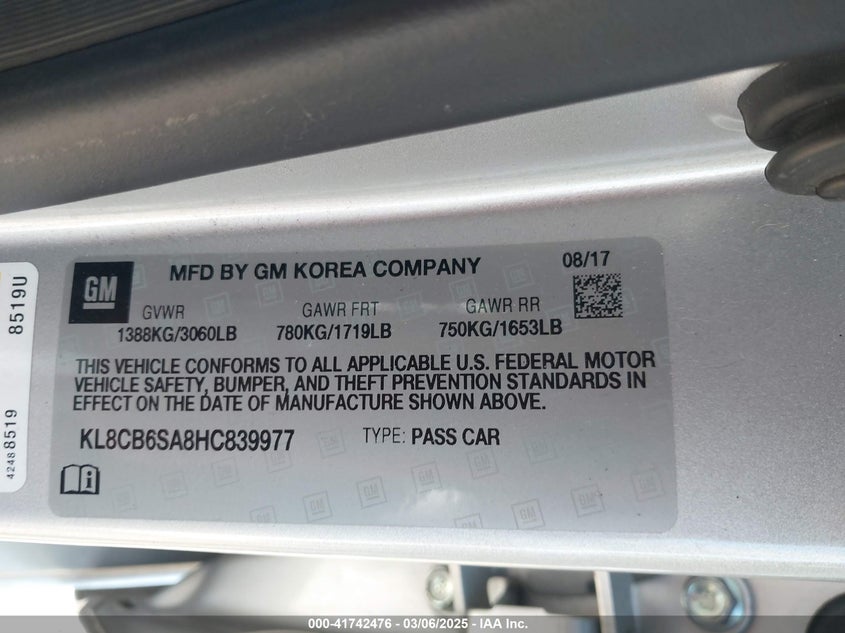 GM
MFD BY GM KOREA COMPANY
08/17
GVWR GAWR FRT GAWR RR
1388KG/3060LB 780KG/1719LB 750KG/1653LB
THIS VEHICLE CONFORMS TO ALL APPLICABLE U.S. FEDERAL MOTOR
VEHICLE SAFETY, BUMPER, AND THEFT PREVENTION STANDARDS IN
EFFECT ON THE DATE OF MANUFACTURE SHOWN ABOVE.
KL8CB6SA8HC839977 TYPE: PASS CAR
8519U
4248 8519
000-41742476 - 03/06/2025 - IAA Inc.